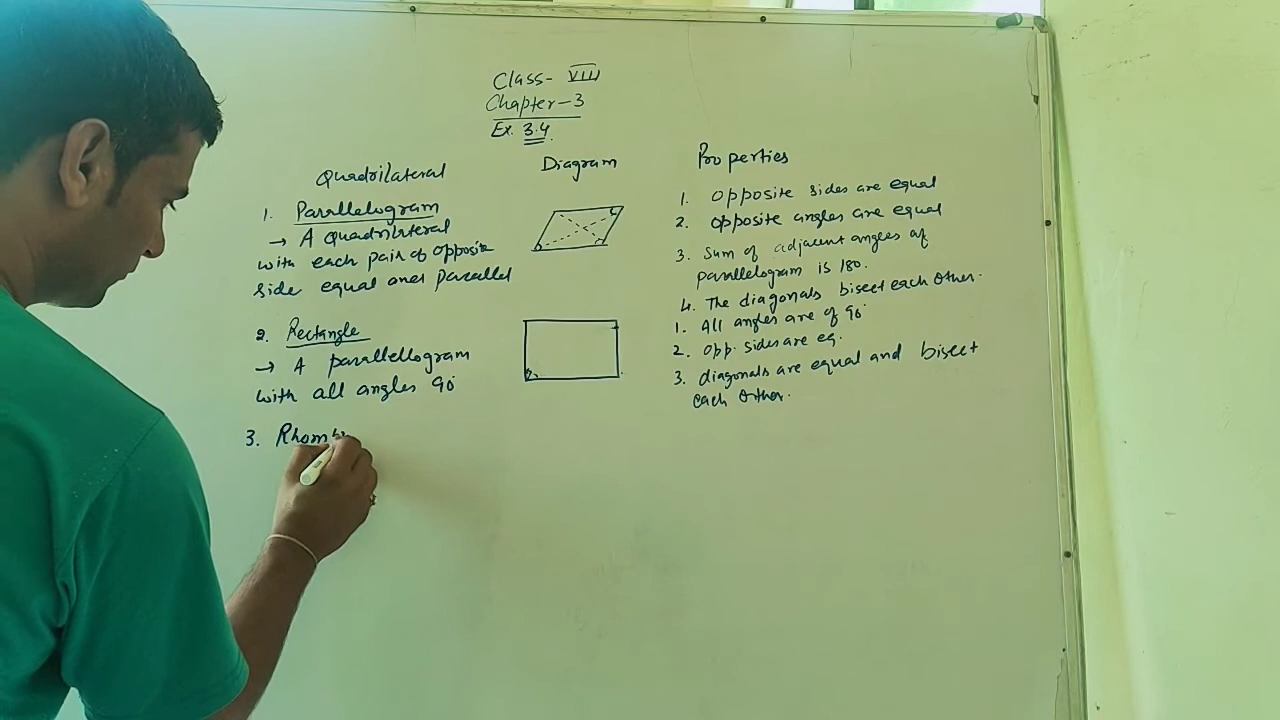 Class- VIII
Chapter-3
Ex. 3.4.
Quadrilateral
Diagram
Properties
1. Parallelogram
→ A Quadrilateral
with each pair of opposite
side equal and parallel
1. Opposite sides are equal
2. Opposite angles are equal
3. Sum of adjacent angles of
parallelogram is 180.
4. The diagonals bisect each other.
2. Rectangle
→ A parallellogram
with all angles 90°
1. All angles are of 90°
2. Opp. sides are eq.
3. diagonals are equal and bisect
each other.
3. Rhomb